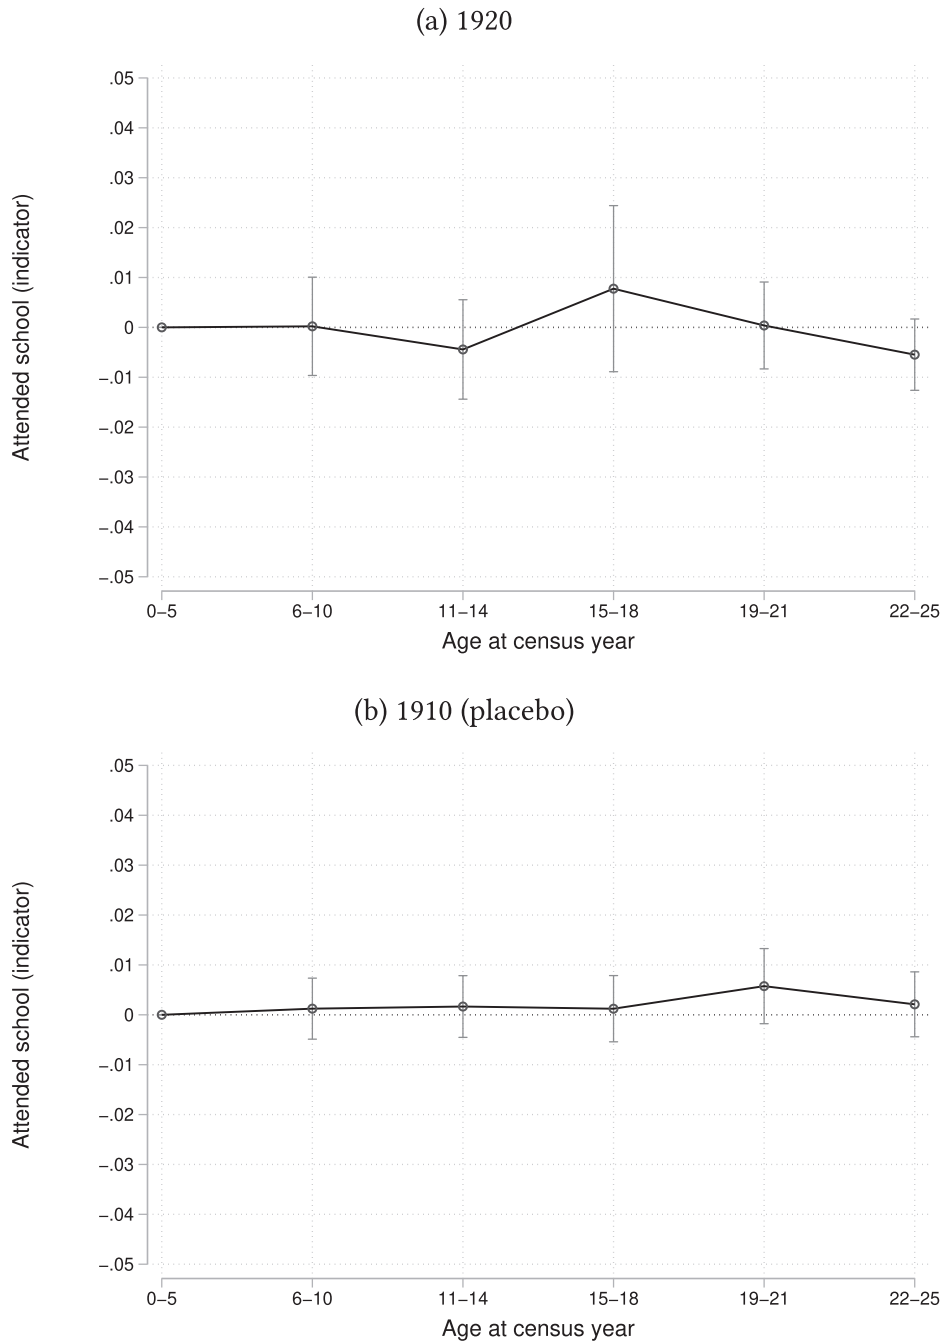 (a) 1920
.05
.04
.03
.02
.01
0
−.01
−.02
−.03
−.04
−.05
Attended school (indicator)
0−5 6−10 11−14 15−18 19−21 22−25
Age at census year
(b) 1910 (placebo)
.05
.04
.03
.02
.01
0
−.01
−.02
−.03
−.04
−.05
Attended school (indicator)
0−5 6−10 11−14 15−18 19−21 22−25
Age at census year